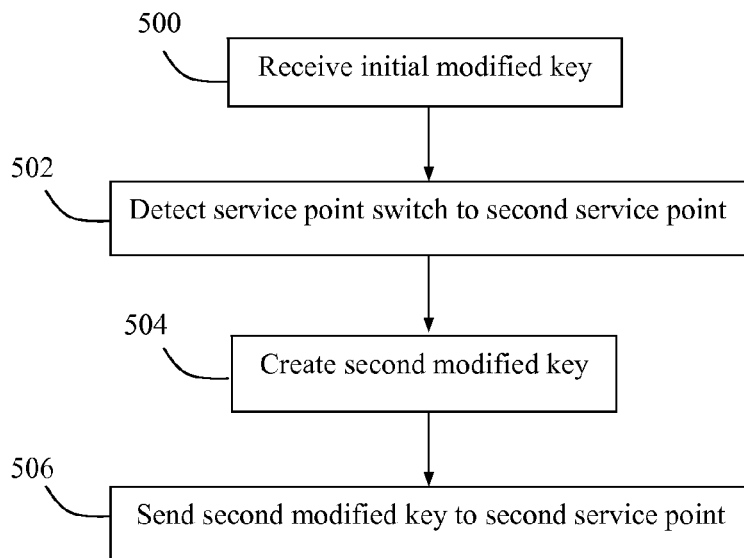 500
Receive initial modified key
502
Detect service point switch to second service point
504
Create second modified key
506
Send second modified key to second service point